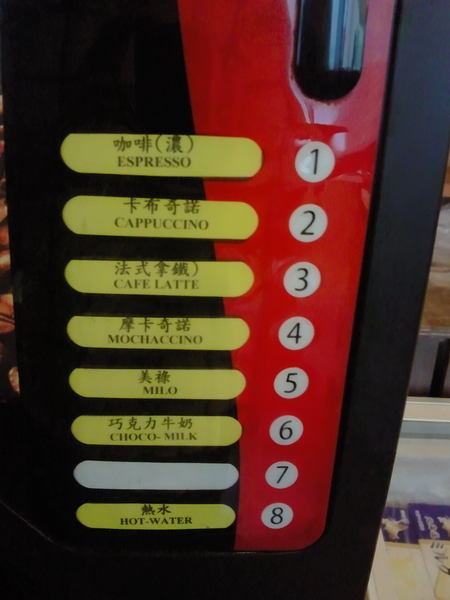 咖啡(濃)
ESPRESSO
1
卡布奇諾
CAPPUCCINO
2
法式拿鐵)
CAFE LATTE
3
摩卡奇諾
MOCHACCINO
4
美祿
MILO
5
巧克力牛奶
CHOCO- MILK
6
7
熱水
HOT-WATER
8